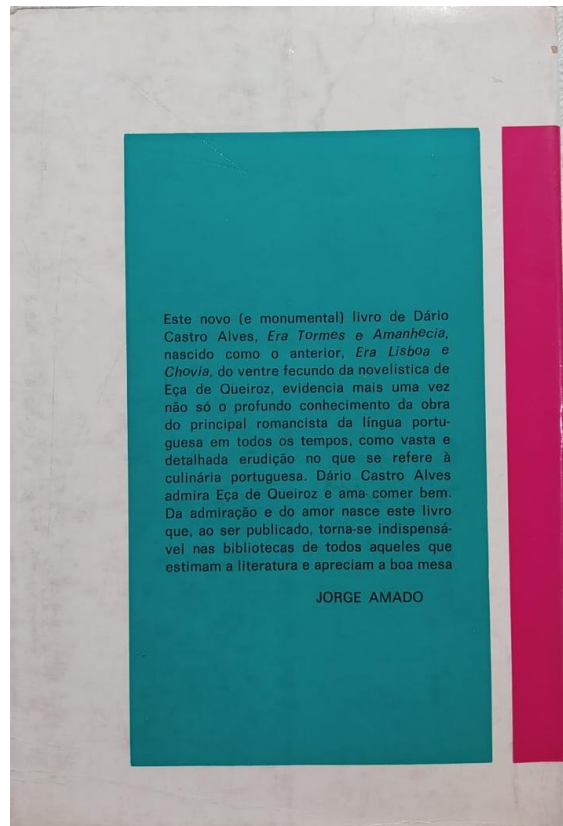 Este novo (e monumental) livro de Dário
Castro Alves, Era Tormes e Amanhecia,
nascido como o anterior, Era Lisboa e
Chovia, do ventre fecundo da novelística de
Eça de Queiroz, evidencia mais uma vez
não só o profundo conhecimento da obra
do principal romancista da língua portu-
guesa em todos os tempos, como vasta e
detalhada erudição no que se refere à
culinária portuguesa. Dário Castro Alves
admira Eça de Queiroz e ama comer bem.
Da admiração e do amor nasce este livro
que, ao ser publicado, torna-se indispensá-
vel nas bibliotecas de todos aqueles que
estimam a literatura e apreciam a boa mesa
JORGE AMADO